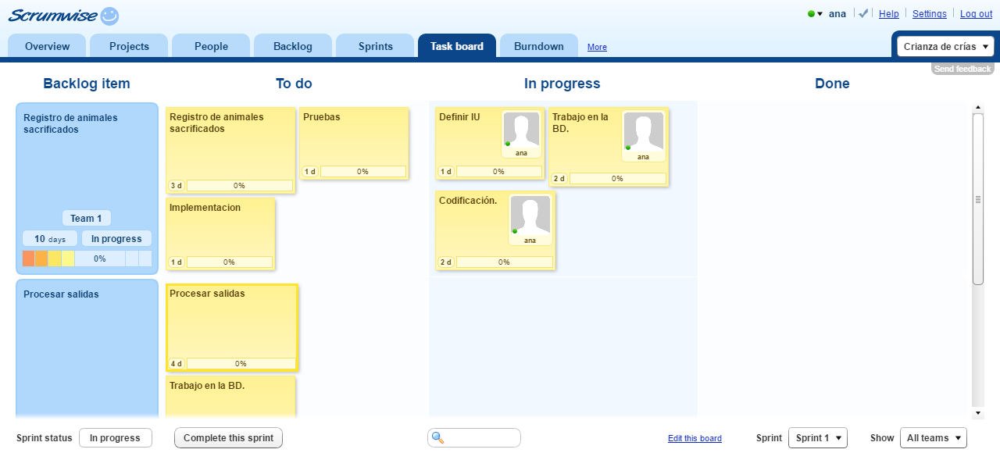 Scrumwise
ana
Help
Settings
Log out
Overview
Projects
People
Backlog
Sprints
Task board
Burndown
More
Crianza de crías
Send feedback
Backlog item
To do
In progress
Done
Registro de animales
sacrificados
Team 1
10 days
In progress
0%
Registro de animales
sacrificados
3 d
0%
Pruebas
1 d
0%
Implementacion
1 d
0%
Definir IU
ana
1 d
0%
Trabajo en la
BD.
ana
2 d
0%
Codificación.
ana
2 d
0%
Procesar salidas
Procesar salidas
4 d
0%
Trabajo en la BD.
Sprint status
In progress
Complete this sprint
Edit this board
Sprint
Sprint 1
Show
All teams